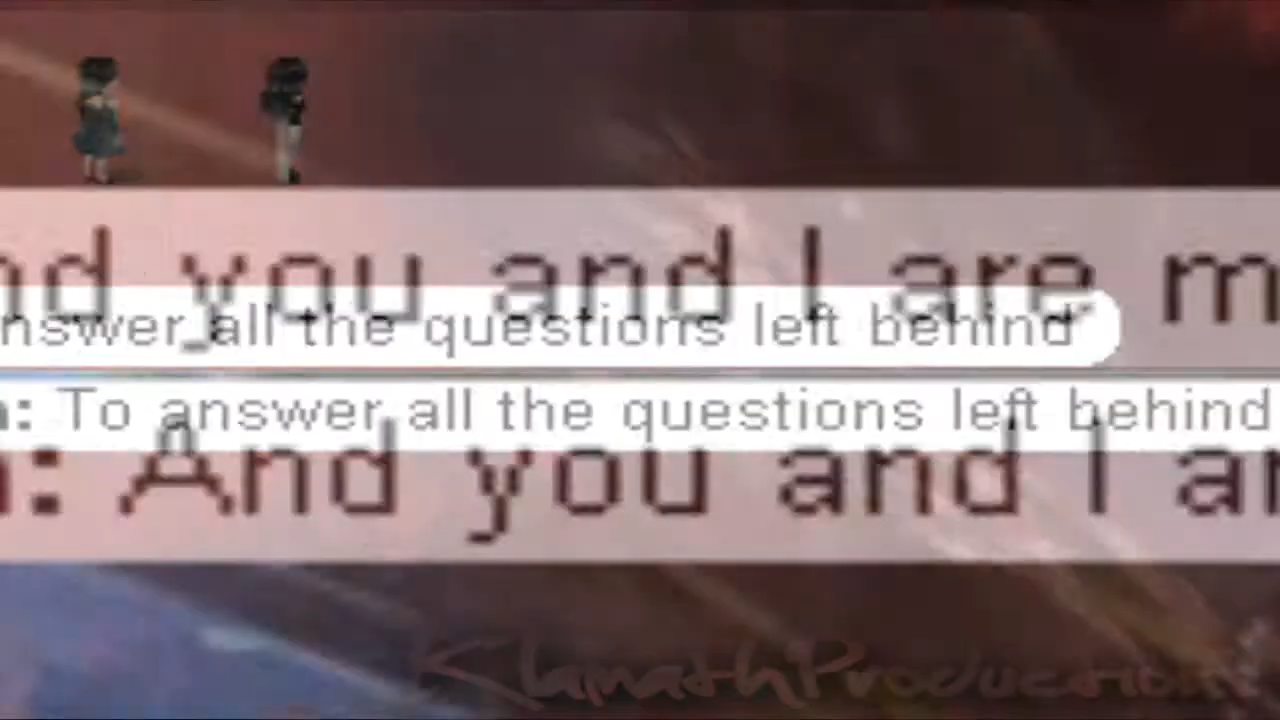 nd you and I are m
nswer all the questions left behind
: To answer all the questions left behind
: And you and I ar
KlamathProductions